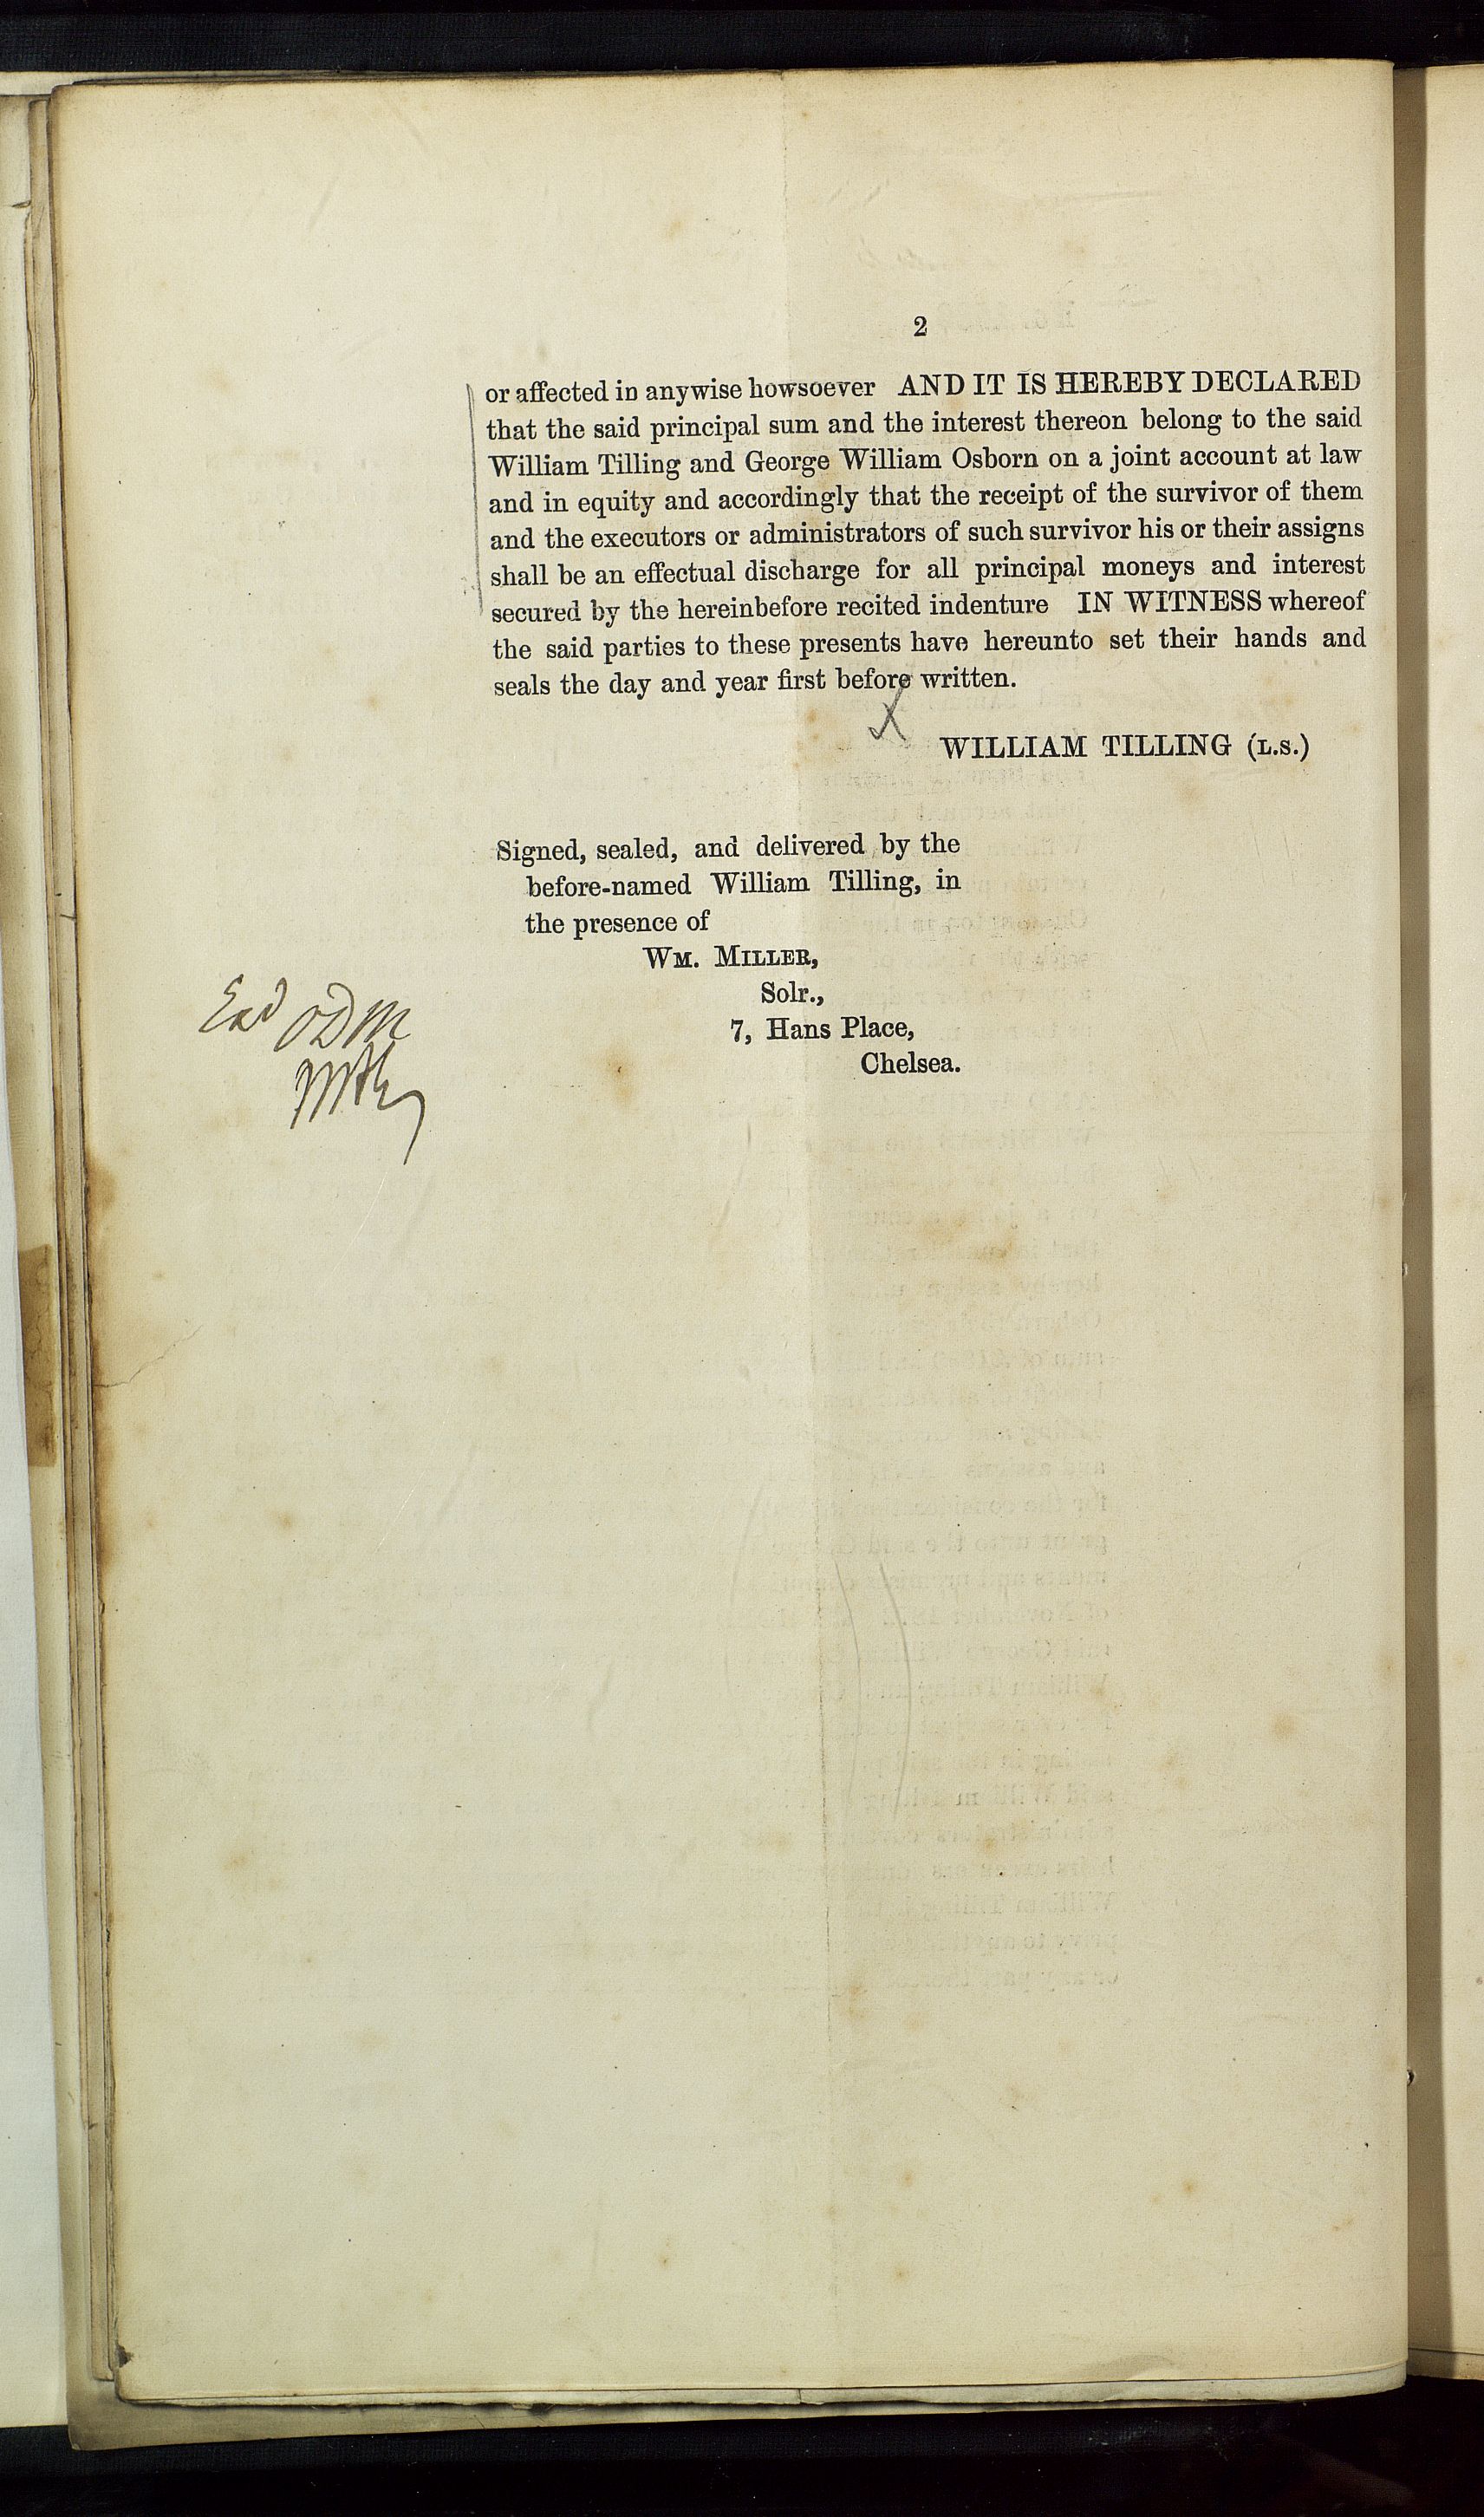 2
or affected in anywise howsoever AND IT IS HEREBY DECLARED
that the said principal sum and the interest thereon belong to the said
William Tilling and George William Osborn on a joint account at law
and in equity and accordingly that the receipt of the survivor of them
and the executors or administrators of such survivor his or their assigns
shall be an effectual discharge for all principal moneys and interest
secured by the hereinbefore recited indenture IN WITNESS whereof
the said parties to these presents have hereunto set their hands and
seals the day and year first before written.
WILLIAM TILLING (L.S.)
Signed, sealed, and delivered by the
before-named William Tilling, in
the presence of
WM. MILLER,
Solr.,
7, Hans Place,
Chelsea.